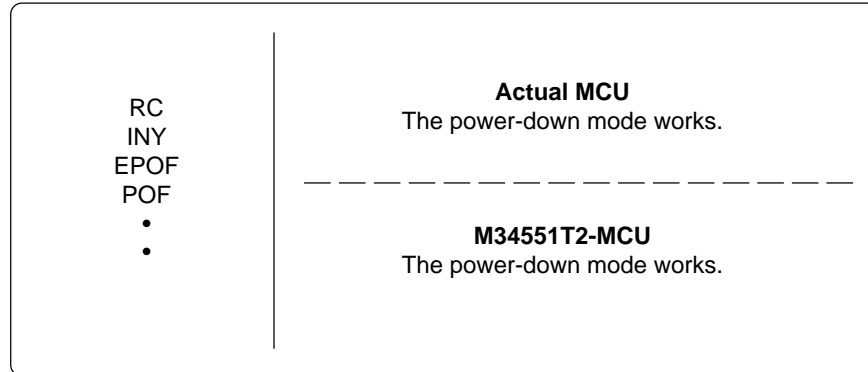 RC
INY
EPOF
POF
•
•
Actual MCU
The power-down mode works.
M34551T2-MCU
The power-down mode works.